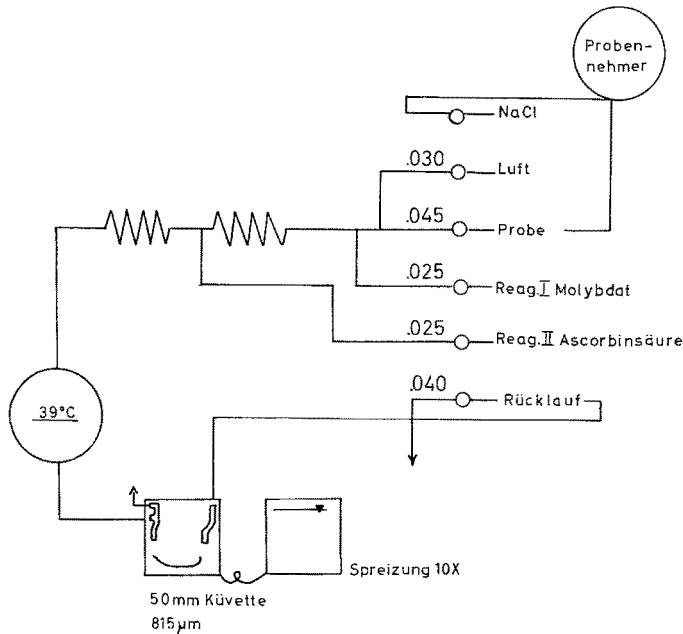 Proben-
nehmer
NaCl
.030
Luft
.045
Probe
.025
Reag.I Molybdat
.025
Reag.II Ascorbinsäure
.040
Rücklauf
39°C
Spreizung 10X
50mm Küvette
815µm